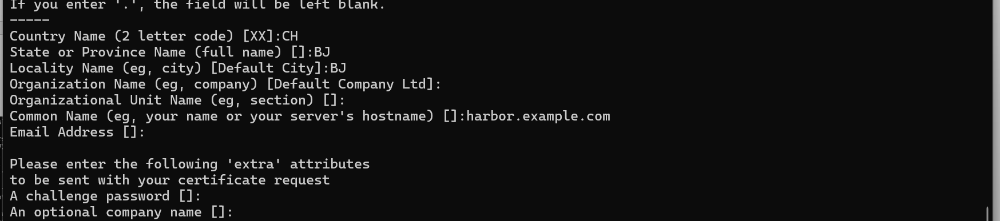 If you enter '.', the field will be left blank.
-----
Country Name (2 letter code) [XX]:CH
State or Province Name (full name) []:BJ
Locality Name (eg, city) [Default City]:BJ
Organization Name (eg, company) [Default Company Ltd]:
Organizational Unit Name (eg, section) []:
Common Name (eg, your name or your server's hostname) []:harbor.example.com
Email Address []:

Please enter the following 'extra' attributes
to be sent with your certificate request
A challenge password []:
An optional company name []: